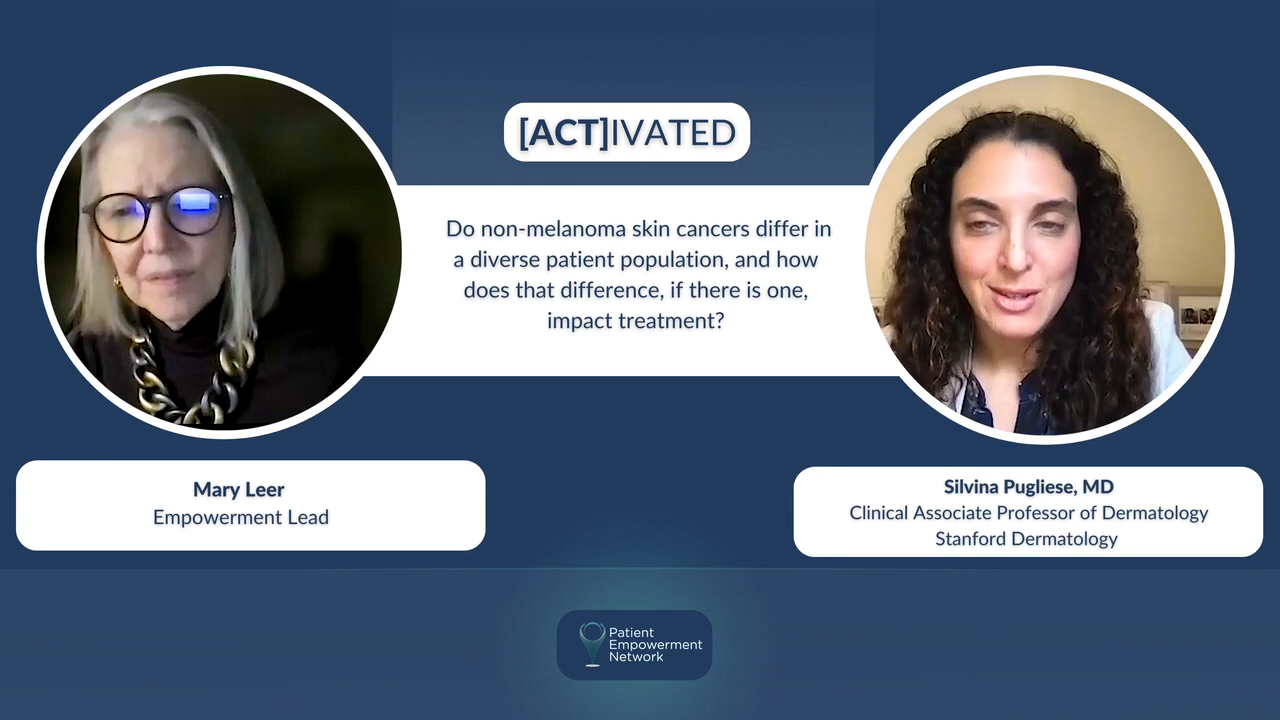 [ACT]IVATED
Do non-melanoma skin cancers differ in
a diverse patient population, and how
does that difference, if there is one,
impact treatment?
Mary Leer
Empowerment Lead
Silvina Pugliese, MD
Clinical Associate Professor of Dermatology
Stanford Dermatology
Patient
Empowerment
Network